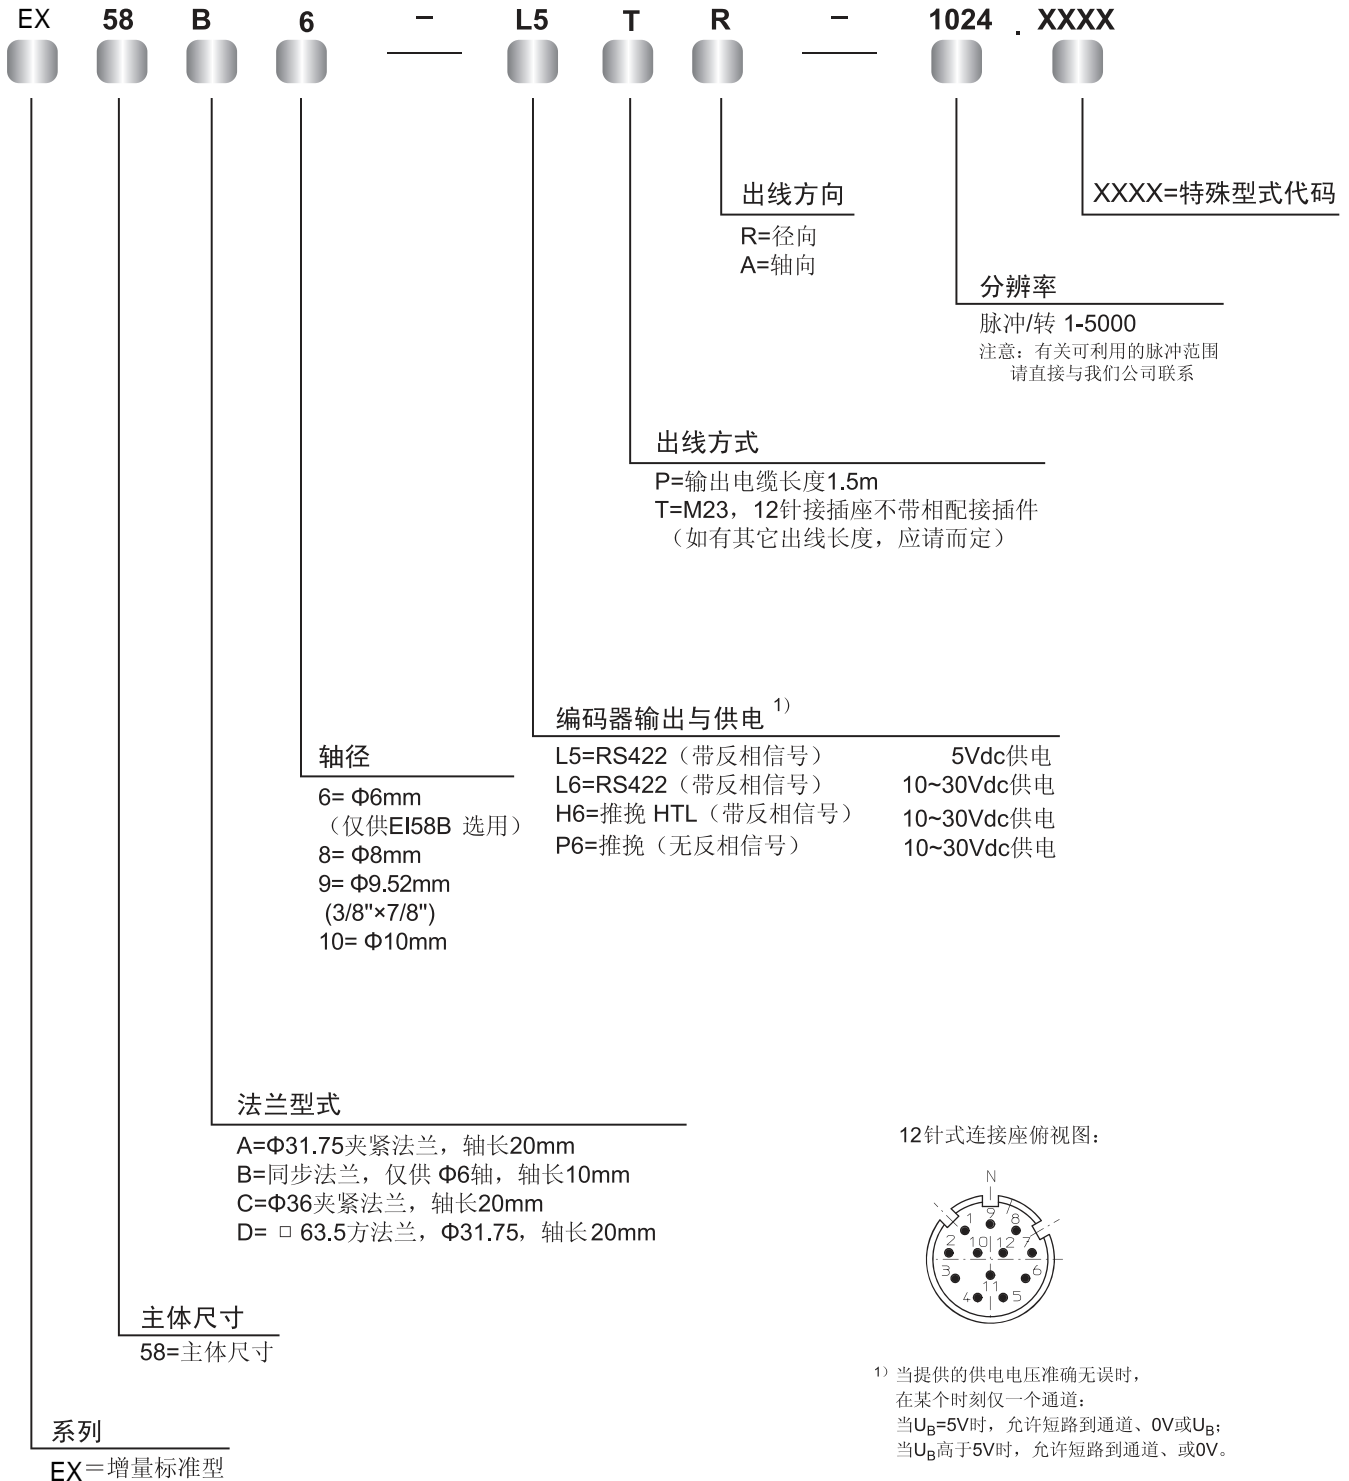 EX 58 B 6 – L5 T R – 1024 . XXXX
出线方向
R=径向
A=轴向
XXXX=特殊型式代码
分辨率
脉冲/转 1-5000
注意：有关可利用的脉冲范围
请直接与我们公司联系
出线方式
P=输出电缆长度1.5m
T=M23，12针接插座不带相配接插件
（如有其它出线长度，应请而定）
编码器输出与供电 1）
L5=RS422（带反相信号） 5Vdc供电
L6=RS422（带反相信号） 10~30Vdc供电
H6=推挽 HTL（带反相信号） 10~30Vdc供电
P6=推挽（无反相信号） 10~30Vdc供电
轴径
6= Φ6mm
（仅供EI58B 选用）
8= Φ8mm
9= Φ9.52mm
(3/8"×7/8")
10= Φ10mm
法兰型式
A=Φ31.75夹紧法兰，轴长20mm
B=同步法兰，仅供 Φ6轴，轴长10mm
C=Φ36夹紧法兰，轴长20mm
D= □ 63.5方法兰，Φ31.75，轴长20mm
12针式连接座俯视图：
N
1 9 8
2 10 12 7
3 11 6
4 5
主体尺寸
58=主体尺寸
1）当提供的供电电压准确无误时，
在某个时刻仅一个通道：
当UB=5V时，允许短路到通道、0V或UB；
当UB高于5V时，允许短路到通道、或0V。
系列
EX＝增量标准型